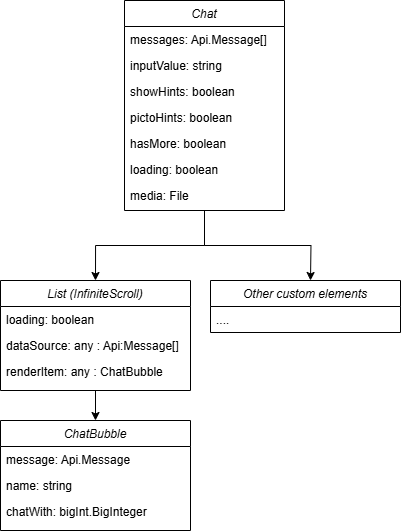 Chat
messages: Api.Message[]
inputValue: string
showHints: boolean
pictoHints: boolean
hasMore: boolean
loading: boolean
media: File
List (InfiniteScroll)
loading: boolean
dataSource: any : Api:Message[]
renderItem: any : ChatBubble
Other custom elements
....
ChatBubble
message: Api.Message
name: string
chatWith: bigInt.BigInteger